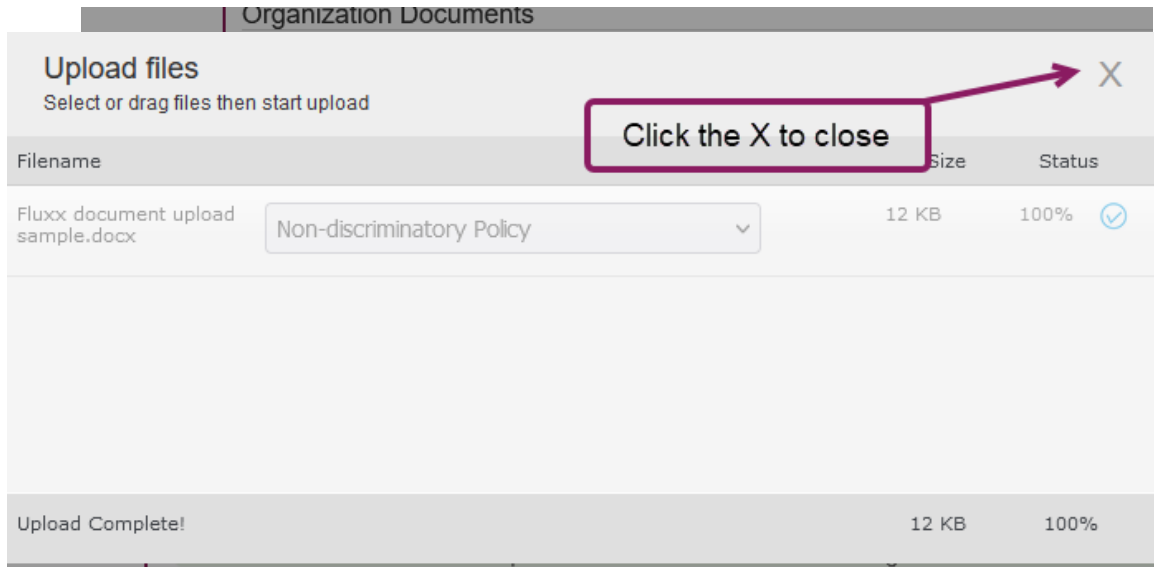 Organization Documents
Upload files
X
Select or drag files then start upload
Click the X to close
Filename Size Status
Fluxx document upload
sample.docx
Non-discriminatory Policy
12 KB 100%
Upload Complete! 12 KB 100%